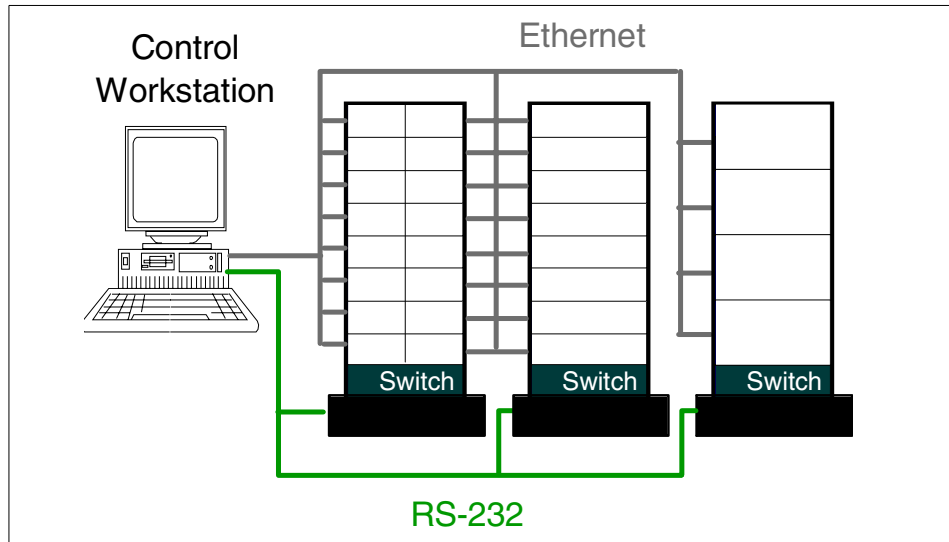 Control
Workstation
Ethernet
Switch
Switch
Switch
RS-232